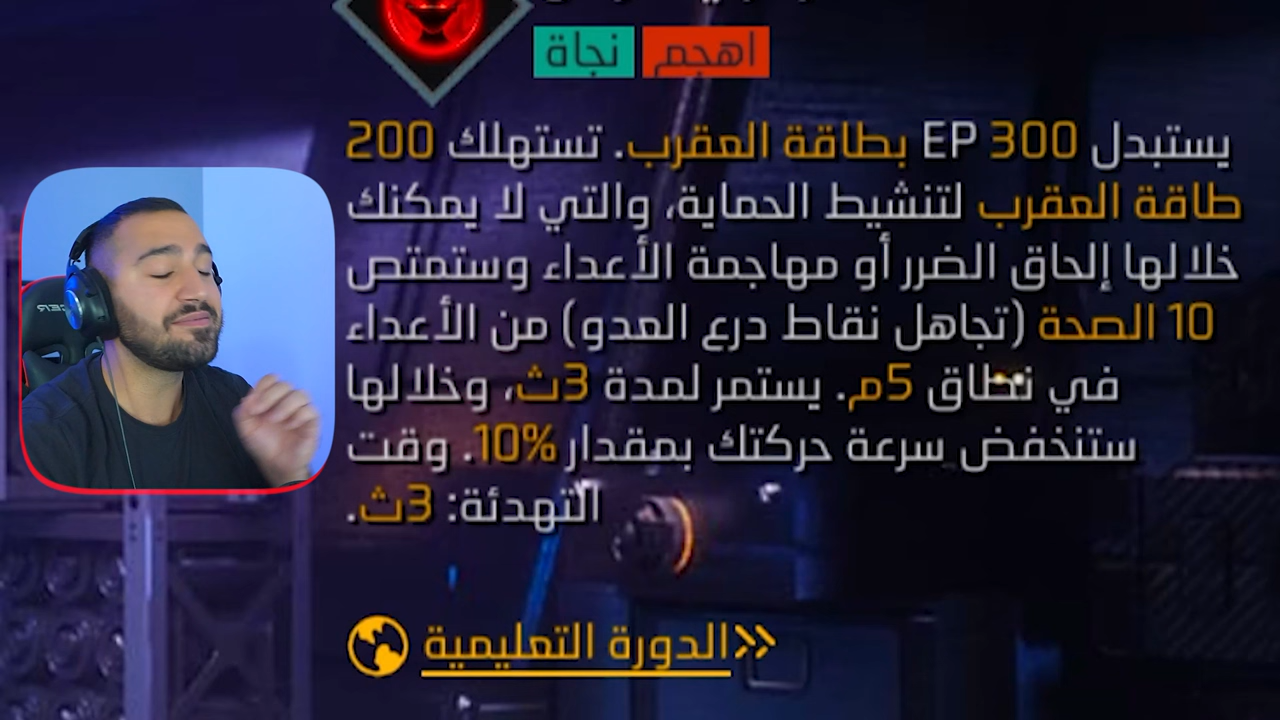 اهجم نجاة
يستبدل 300 EP بطاقة العقرب. تستهلك 200
طاقة العقرب لتنشيط الحماية، والتي لا يمكنك
خلالها إلحاق الضرر أو مهاجمة الأعداء وستمتص
10 الصحة (تجاهل نقاط درع العدو) من الأعداء
في نطاق 5م. يستمر لمدة 3ث، وخلالها
ستنخفض سرعة حركتك بمقدار 10%. وقت
التهدئة: 3ث.
الدورة التعليمية